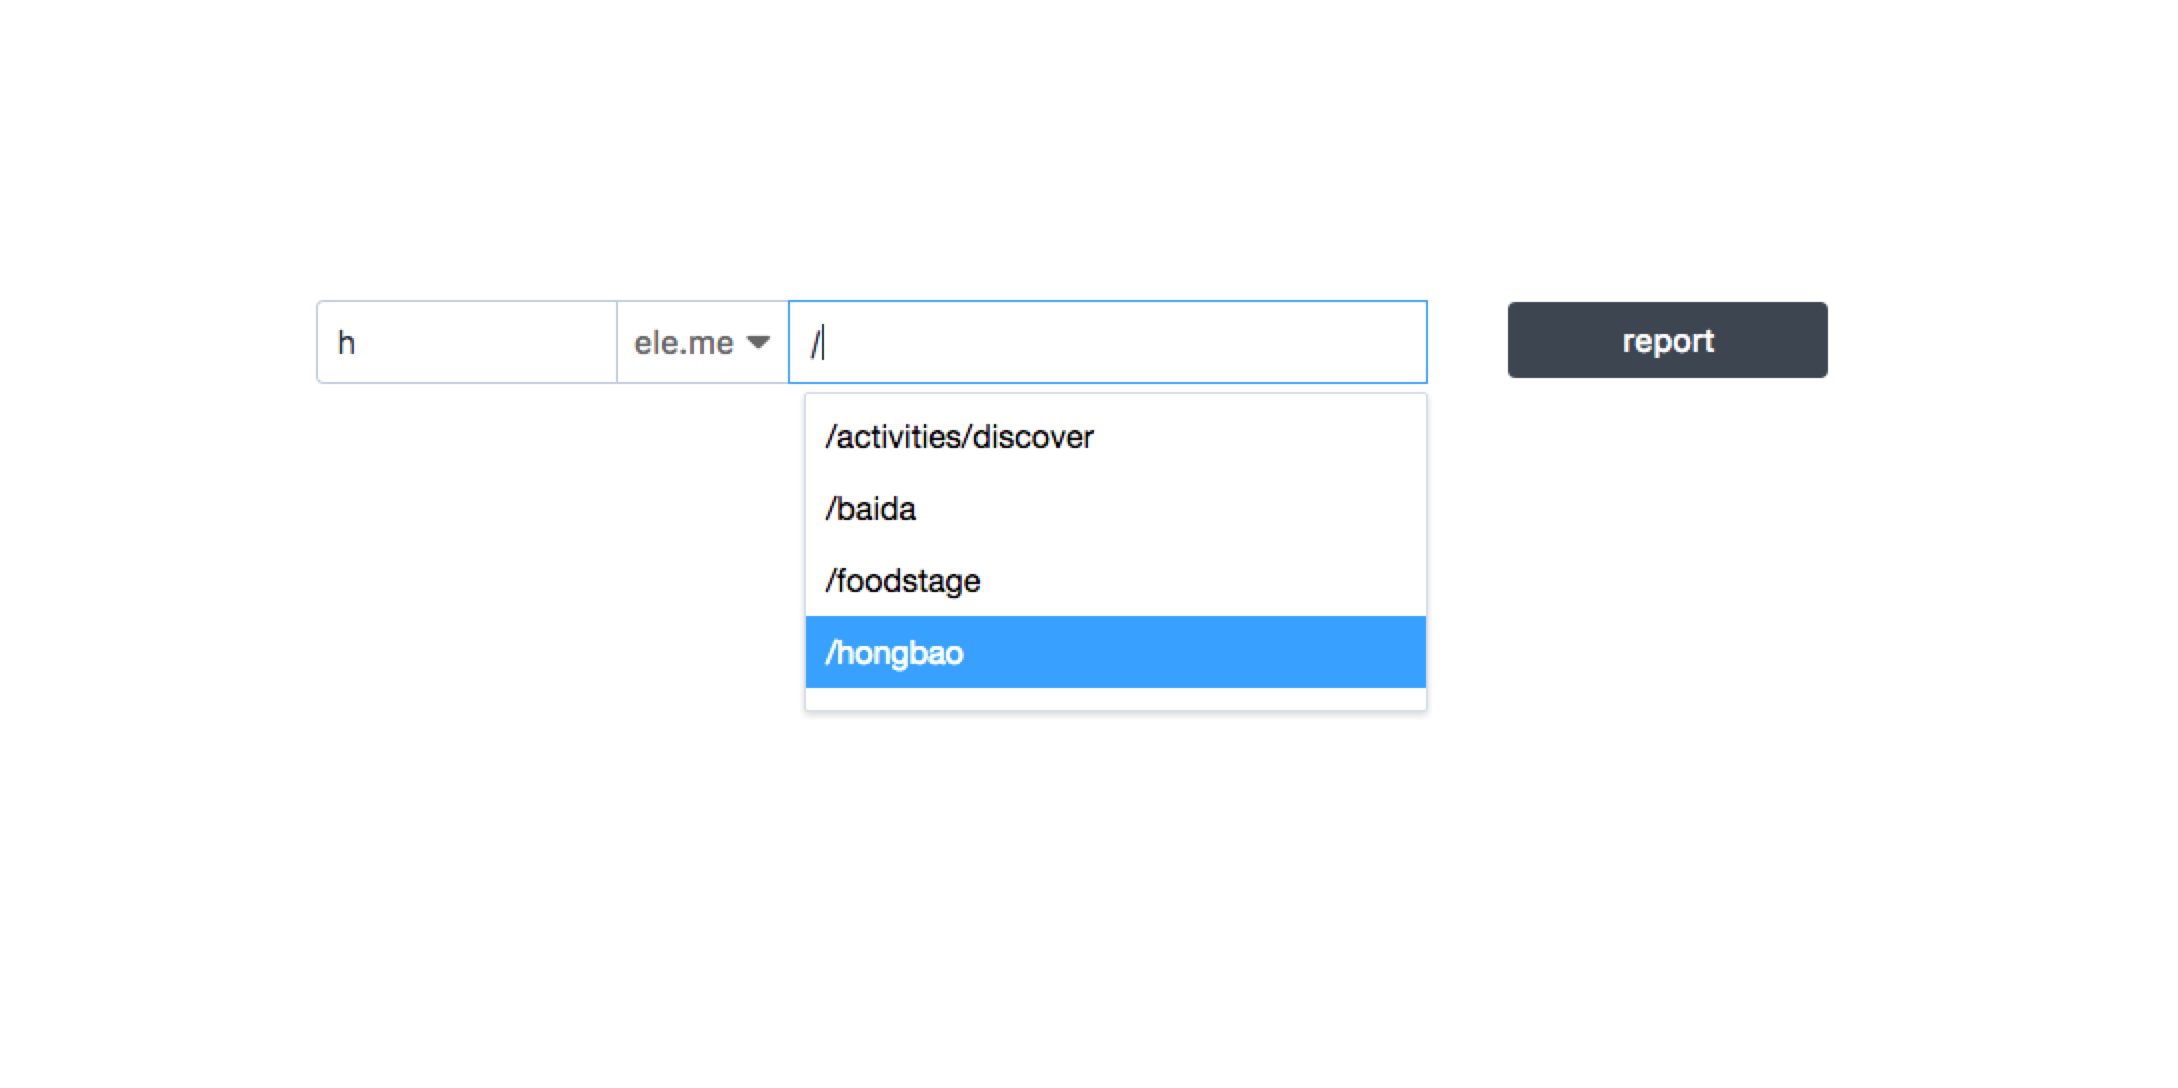 h ele.me / report
/activities/discover
/baida
/foodstage
/hongbao